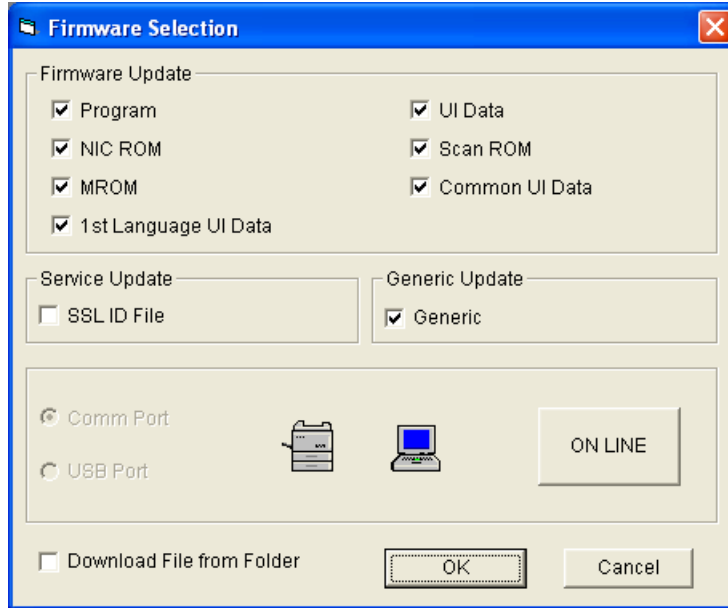 Firmware Selection
Firmware Update
Program
UI Data
NIC ROM
Scan ROM
MROM
Common UI Data
1st Language UI Data
Service Update
Generic Update
SSL ID File
Generic
Comm Port
USB Port
ON LINE
Download File from Folder
OK
Cancel